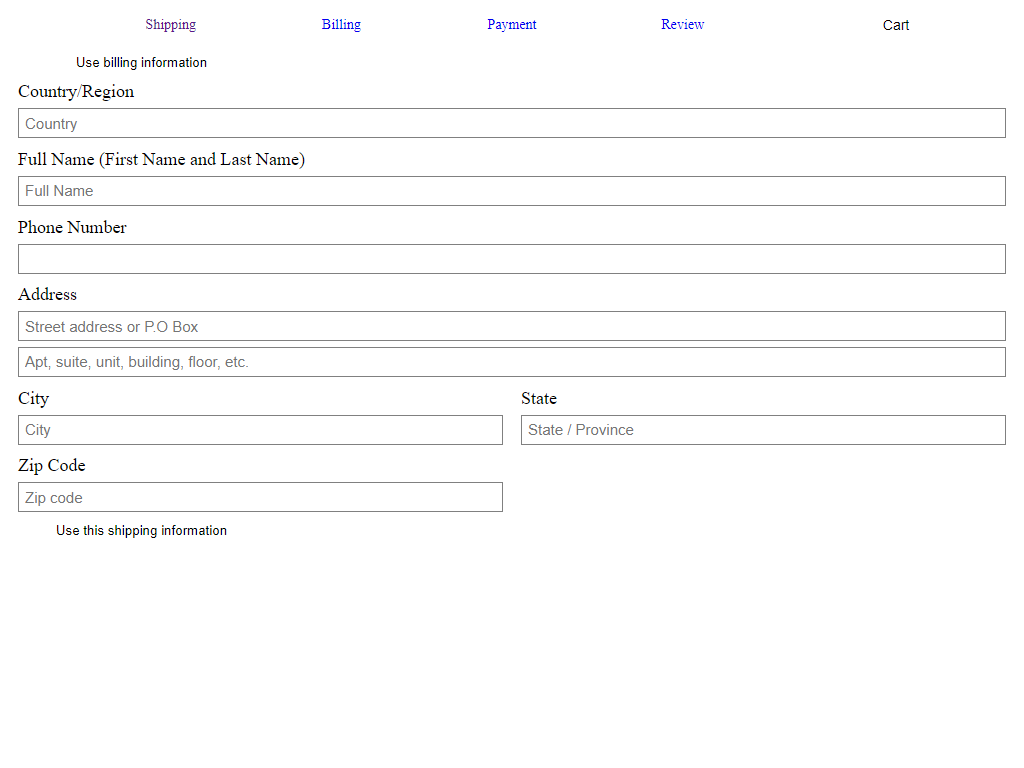 Shipping Billing Payment Review Cart
Use billing information
Country/Region
Country
Full Name (First Name and Last Name)
Full Name
Phone Number
Address
Street address or P.O Box
Apt, suite, unit, building, floor, etc.
City State
City State / Province
Zip Code
Zip code
Use this shipping information